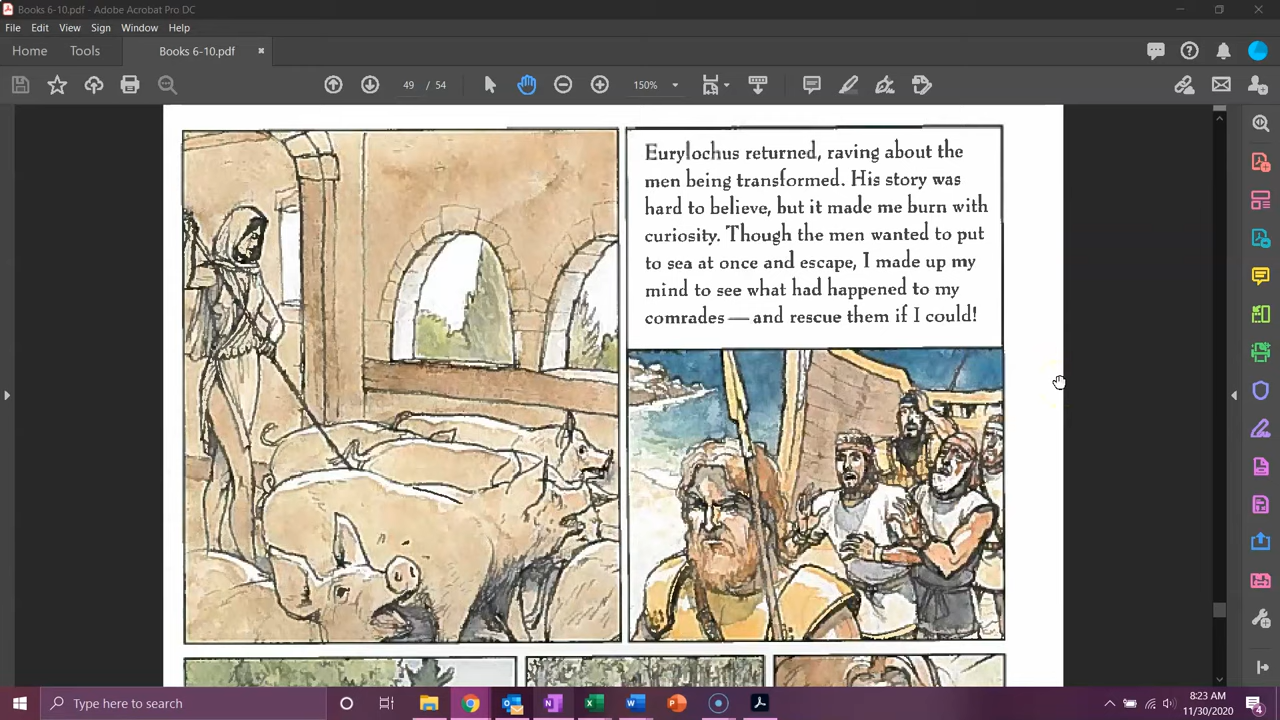 Books 6-10.pdf - Adobe Acrobat Pro DC
File Edit View Sign Window Help
Home Tools Books 6-10.pdf ×
49 / 54 150%
Eurylochus returned, raving about the
men being transformed. His story was
hard to believe, but it made me burn with
curiosity. Though the men wanted to put
to sea at once and escape, I made up my
mind to see what had happened to my
comrades — and rescue them if I could!
Type here to search
8:23 AM
11/30/2020
4